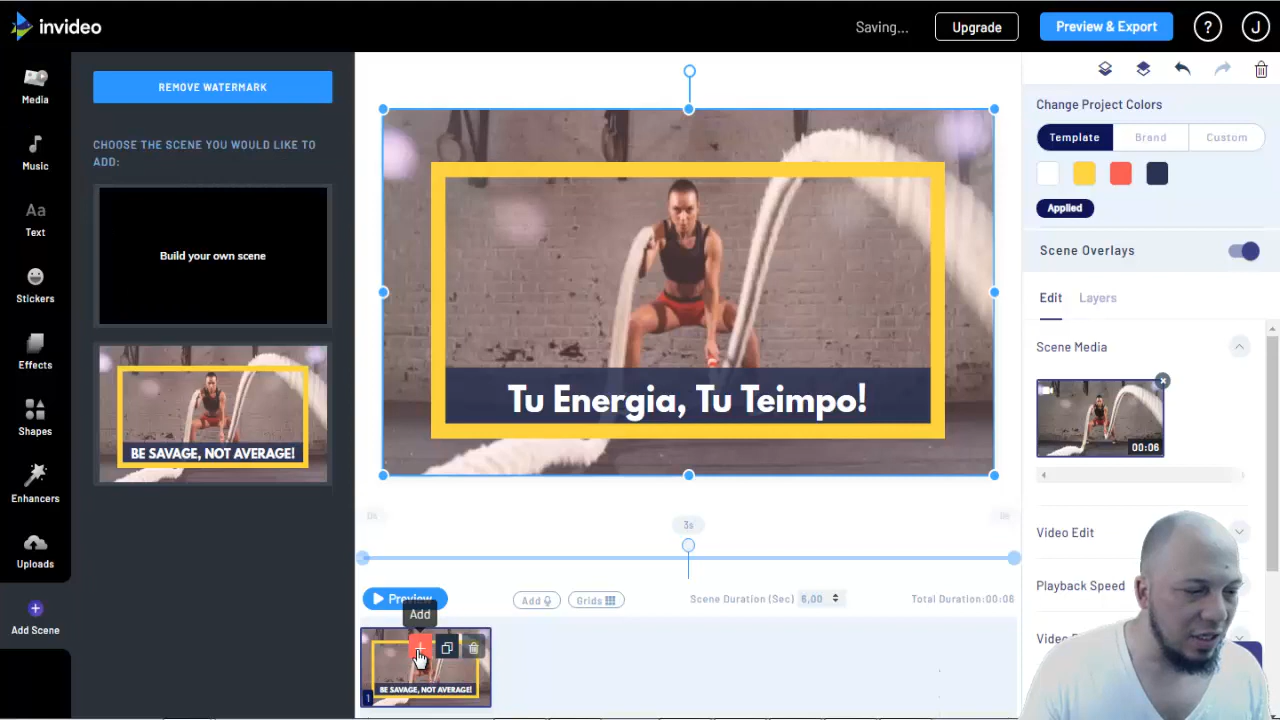 invideo
Saving...
Upgrade
Preview & Export
?
J
Media
Music
Aa
Text
Stickers
Effects
Shapes
Enhancers
Uploads
Add Scene
REMOVE WATERMARK
CHOOSE THE SCENE YOU WOULD LIKE TO
ADD:
Build your own scene
BE SAVAGE, NOT AVERAGE!
Tu Energia, Tu Teimpo!
3s
Preview
Add
Add
Grids
Scene Duration (Sec)
6,00
Total Duration:00:06
BE SAVAGE, NOT AVERAGE!
1
Change Project Colors
Template
Brand
Custom
Applied
Scene Overlays
Edit
Layers
Scene Media
00:06
Video Edit
Playback Speed